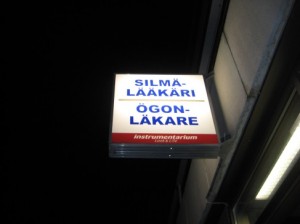 SILMÄ-
LÄÄKÄRI
ÖGON-
LÄKARE
instrumentarium